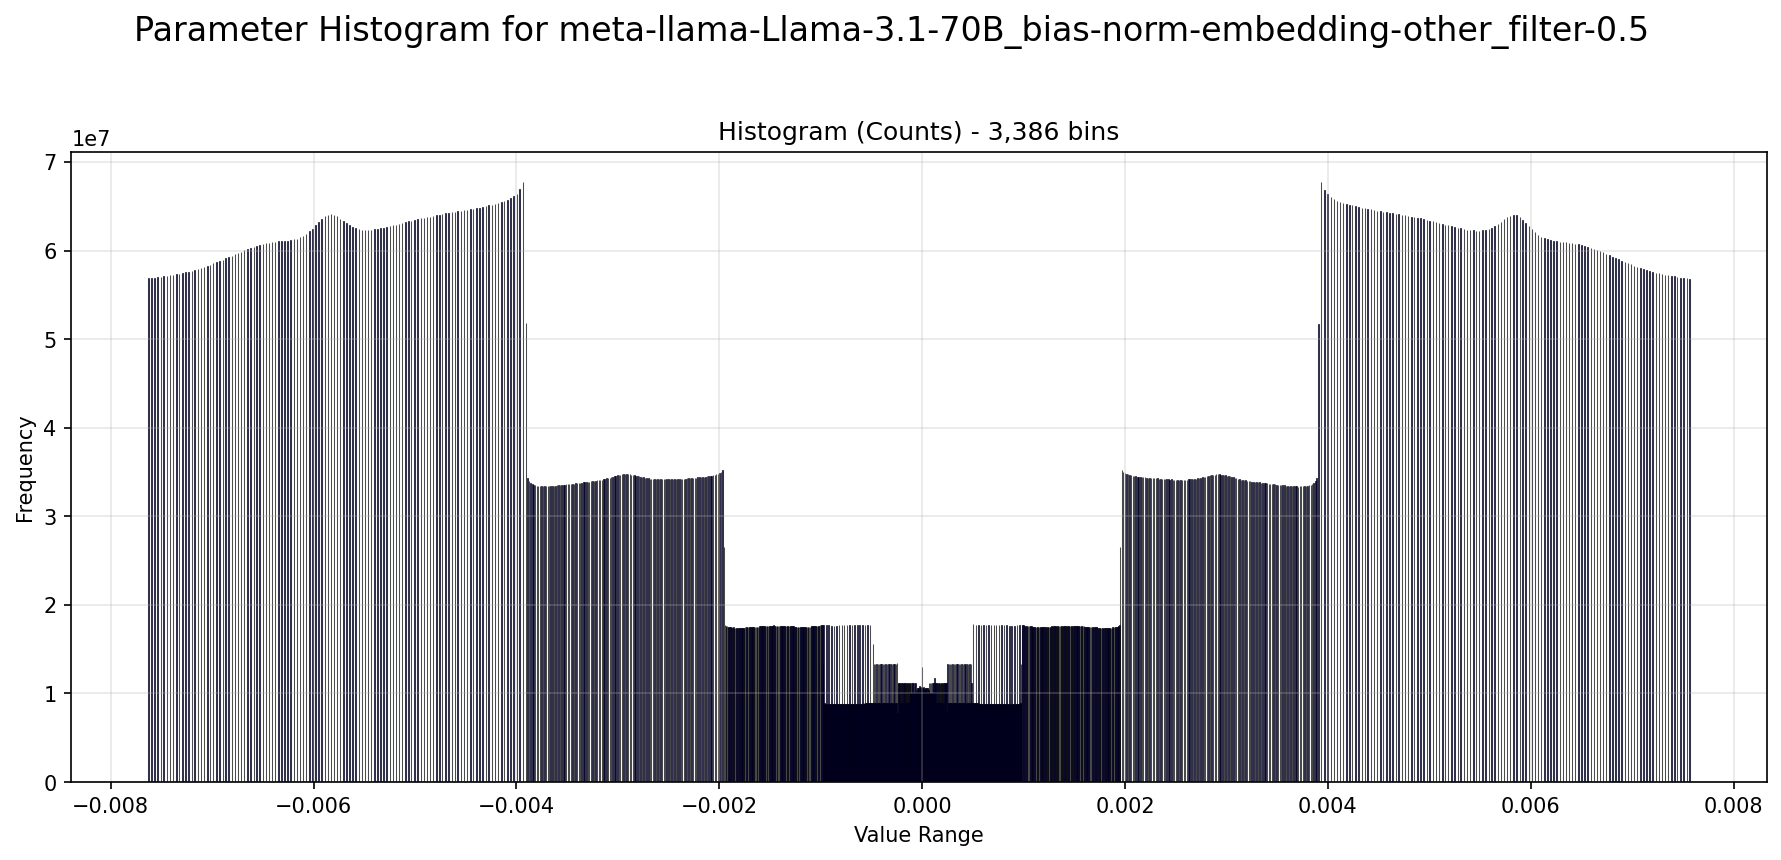 Parameter Histogram for meta-llama-Llama-3.1-70B_bias-norm-embedding-other_filter-0.5
Histogram (Counts) - 3,386 bins
1e7
7
6
5
4
3
2
1
0
Frequency
−0.008 −0.006 −0.004 −0.002 0.000 0.002 0.004 0.006 0.008
Value Range